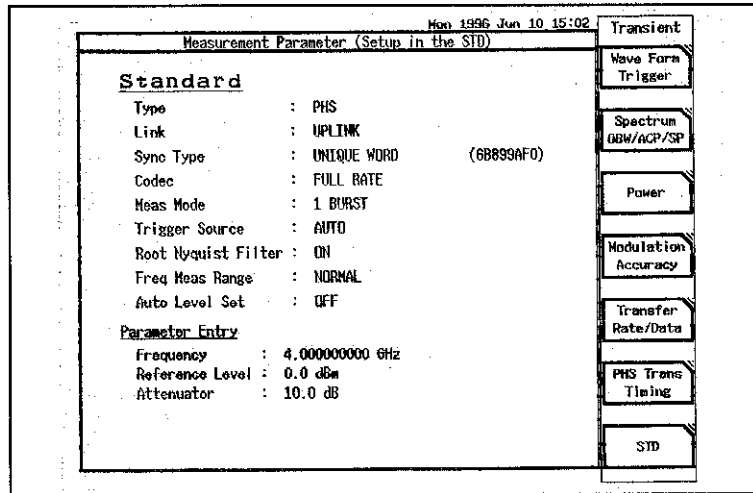 Mon 1996 Jun 10 15:02
Measurement Parameter (Setup in the STD)
Standard
Type : PHS
Link : UPLINK
Sync Type : UNIQUE WORD (6B899AF0)
Codec : FULL RATE
Meas Mode : 1 BURST
Trigger Source : AUTO
Root Nyquist Filter : ON
Freq Meas Range : NORMAL
Auto Level Set : OFF
Parameter Entry
Frequency : 4.000000000 GHz
Reference Level : 0.0 dBm
Attenuator : 10.0 dB
Transient
Wave Form
Trigger
Spectrum
OBW/ACP/SP
Power
Modulation
Accuracy
Transfer
Rate/Data
PHS Trans
Timing
STD